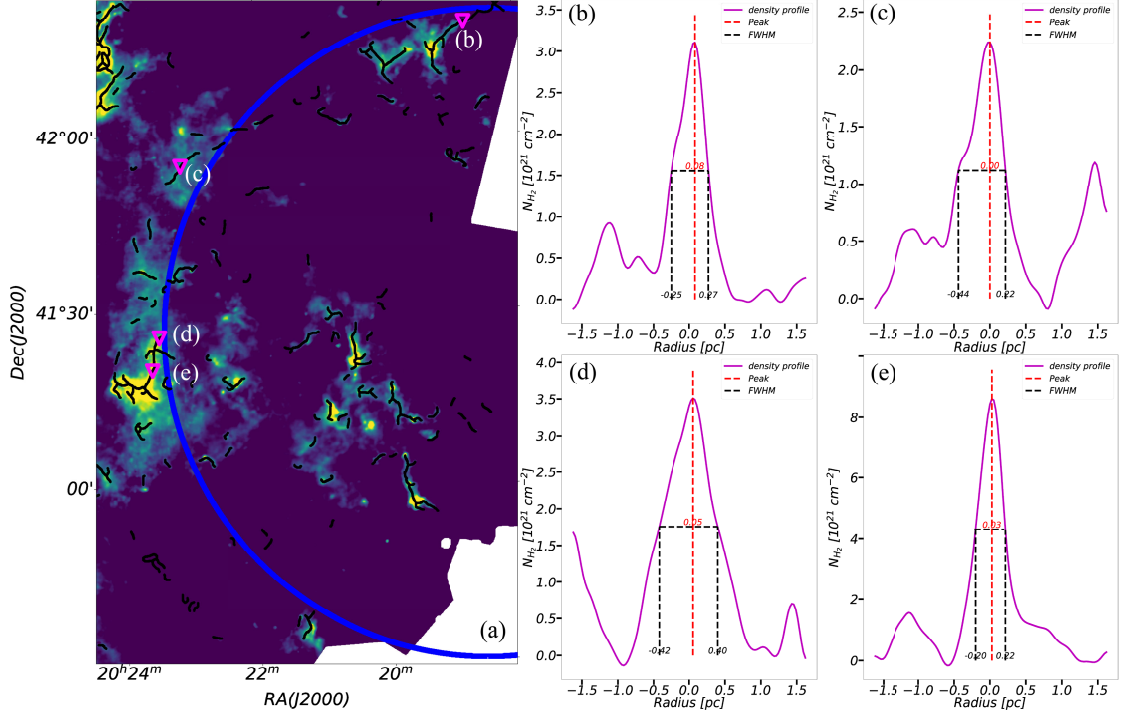 (a)
(b)
(c)
(d)
(e)
Dec(J2000)
42°00'
41°30'
00'
20ʰ24ᵐ
22ᵐ
20ᵐ
RA(J2000)
(b)
density profile
Peak
FWHM
N_H₂ [10²¹ cm⁻²]
3.5
3.0
2.5
2.0
1.5
1.0
0.5
0.0
0.08
-0.25
0.27
−1.5 −1.0 −0.5 0.0 0.5 1.0 1.5
Radius [pc]
(c)
density profile
Peak
FWHM
N_H₂ [10²¹ cm⁻²]
2.5
2.0
1.5
1.0
0.5
0.0
0.00
-0.44
0.22
−1.5 −1.0 −0.5 0.0 0.5 1.0 1.5
Radius [pc]
(d)
density profile
Peak
FWHM
N_H₂ [10²¹ cm⁻²]
4.0
3.5
3.0
2.5
2.0
1.5
1.0
0.5
0.0
0.05
-0.42
0.40
−1.5 −1.0 −0.5 0.0 0.5 1.0 1.5
Radius [pc]
(e)
density profile
Peak
FWHM
N_H₂ [10²¹ cm⁻²]
8
6
4
2
0
0.03
-0.20
0.22
−1.5 −1.0 −0.5 0.0 0.5 1.0 1.5
Radius [pc]